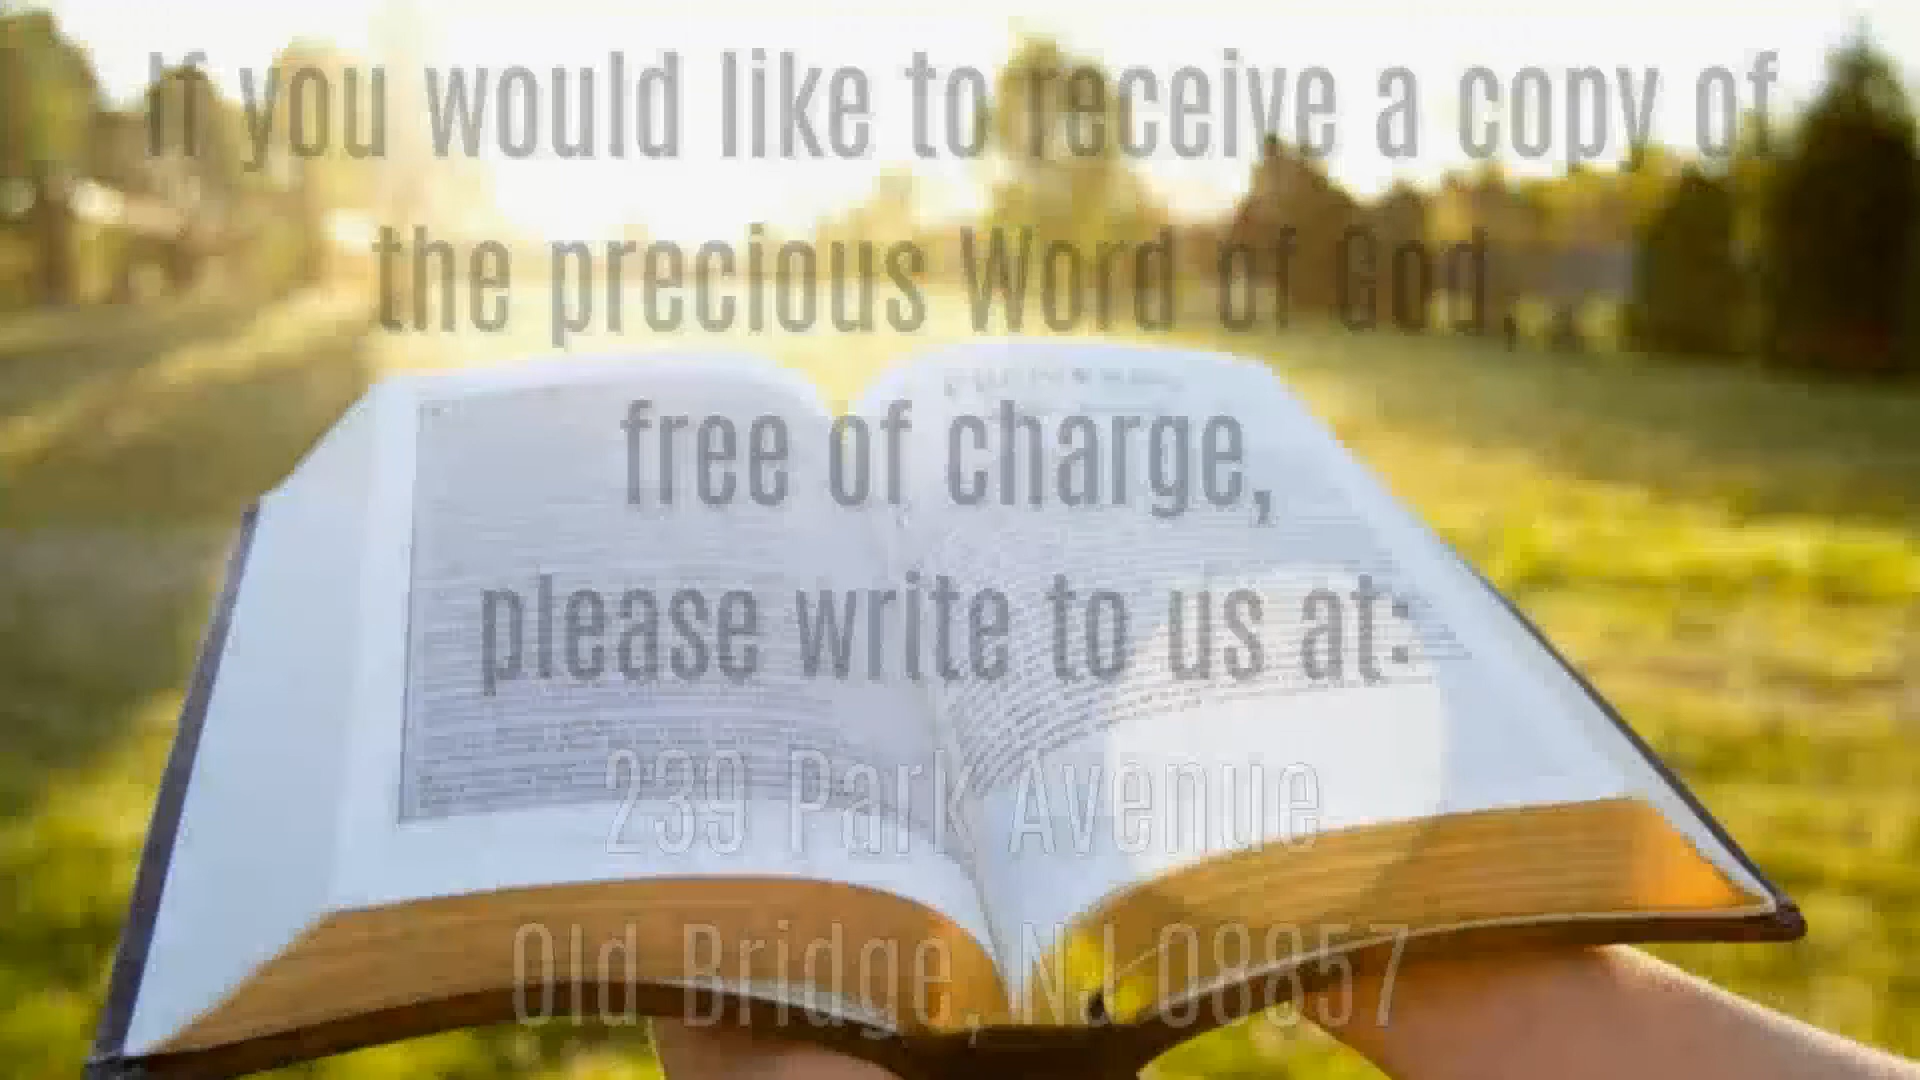 If you would like to receive a copy of
the precious Word of God,
free of charge,
please write to us at:
239 Park Avenue
Old Bridge, NJ 08857